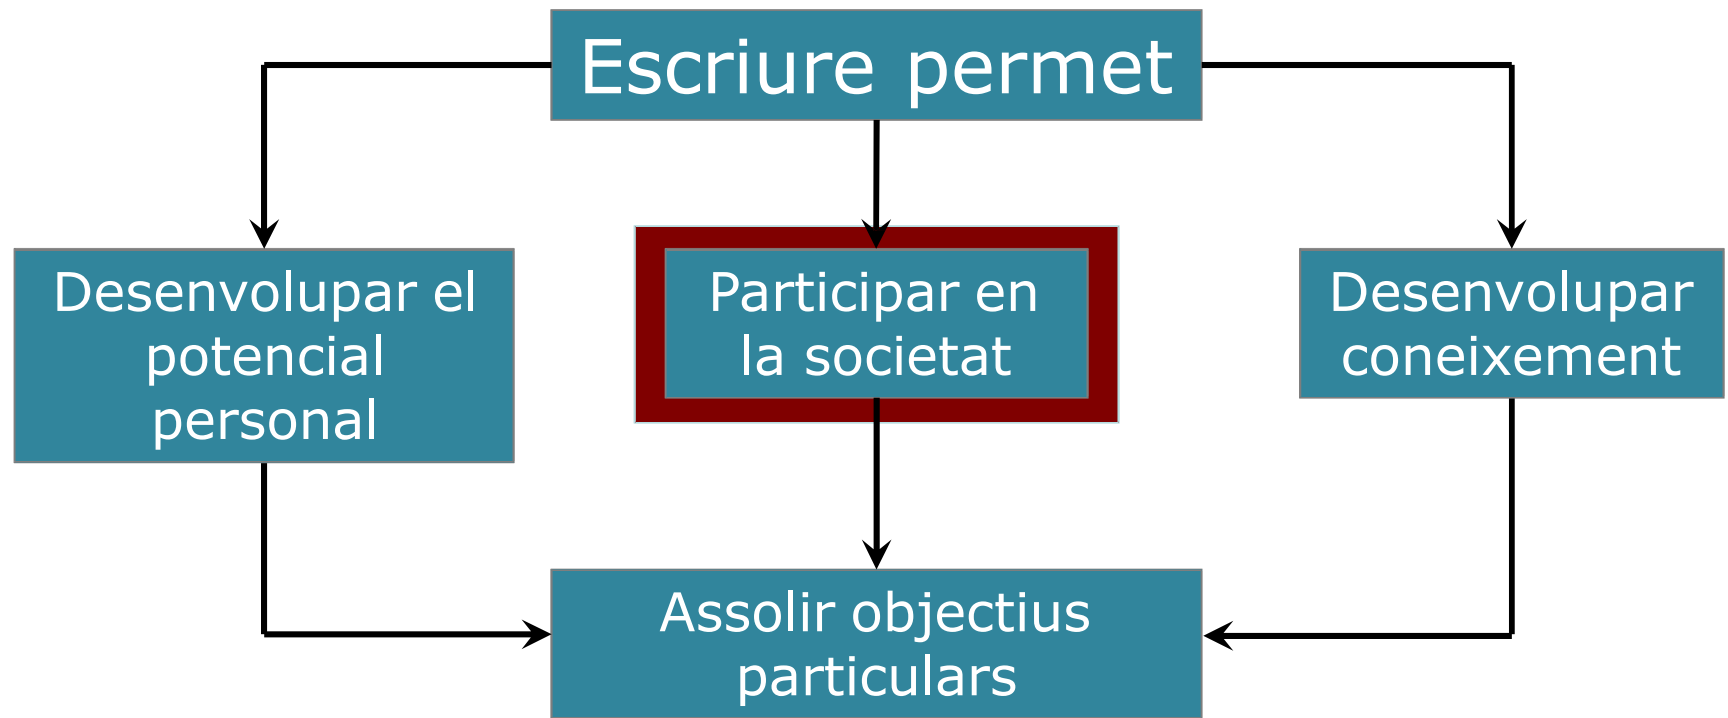 Escriure permet
Desenvolupar el
potencial
personal
Participar en
la societat
Desenvolupar
coneixement
Assolir objectius
particulars